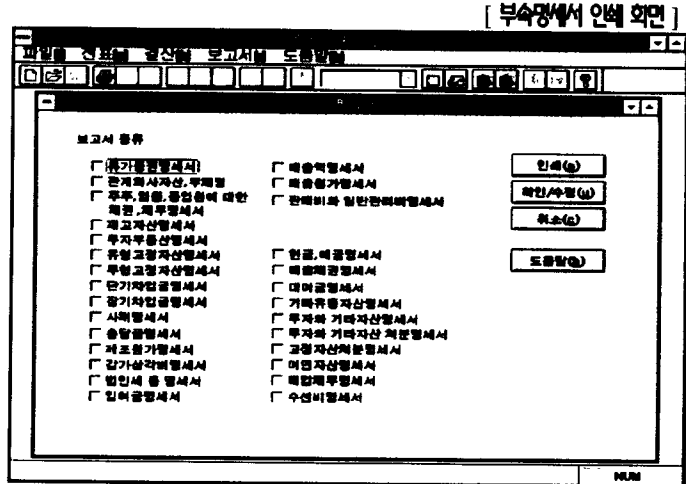 [ 부속명세서 인쇄 화면 ]
파일 전표 결산 보고서 도움말
보고서 종류
유가증권명세서
관계회사자산,부채명
주주,임원,종업원에 대한
채권,채무명세서
재고자산명세서
투자부동산명세서
유형고정자산명세서
무형고정자산명세서
단기차입금명세서
장기차입금명세서
사채명세서
충당금명세서
제조원가명세서
감가상각비명세서
법인세 등 명세서
잉여금명세서
매출액명세서
매출원가명세서
판매비와 일반관리비명세서
현금,예금명세서
매출채권명세서
대여금명세서
기타유동자산명세서
투자와 기타자산명세서
투자와 기타자산 처분명세서
고정자산처분명세서
이연자산명세서
매입채무명세서
수선비명세서
인쇄(p)
확인/수정(u)
취소(c)
도움말(h)
NUM